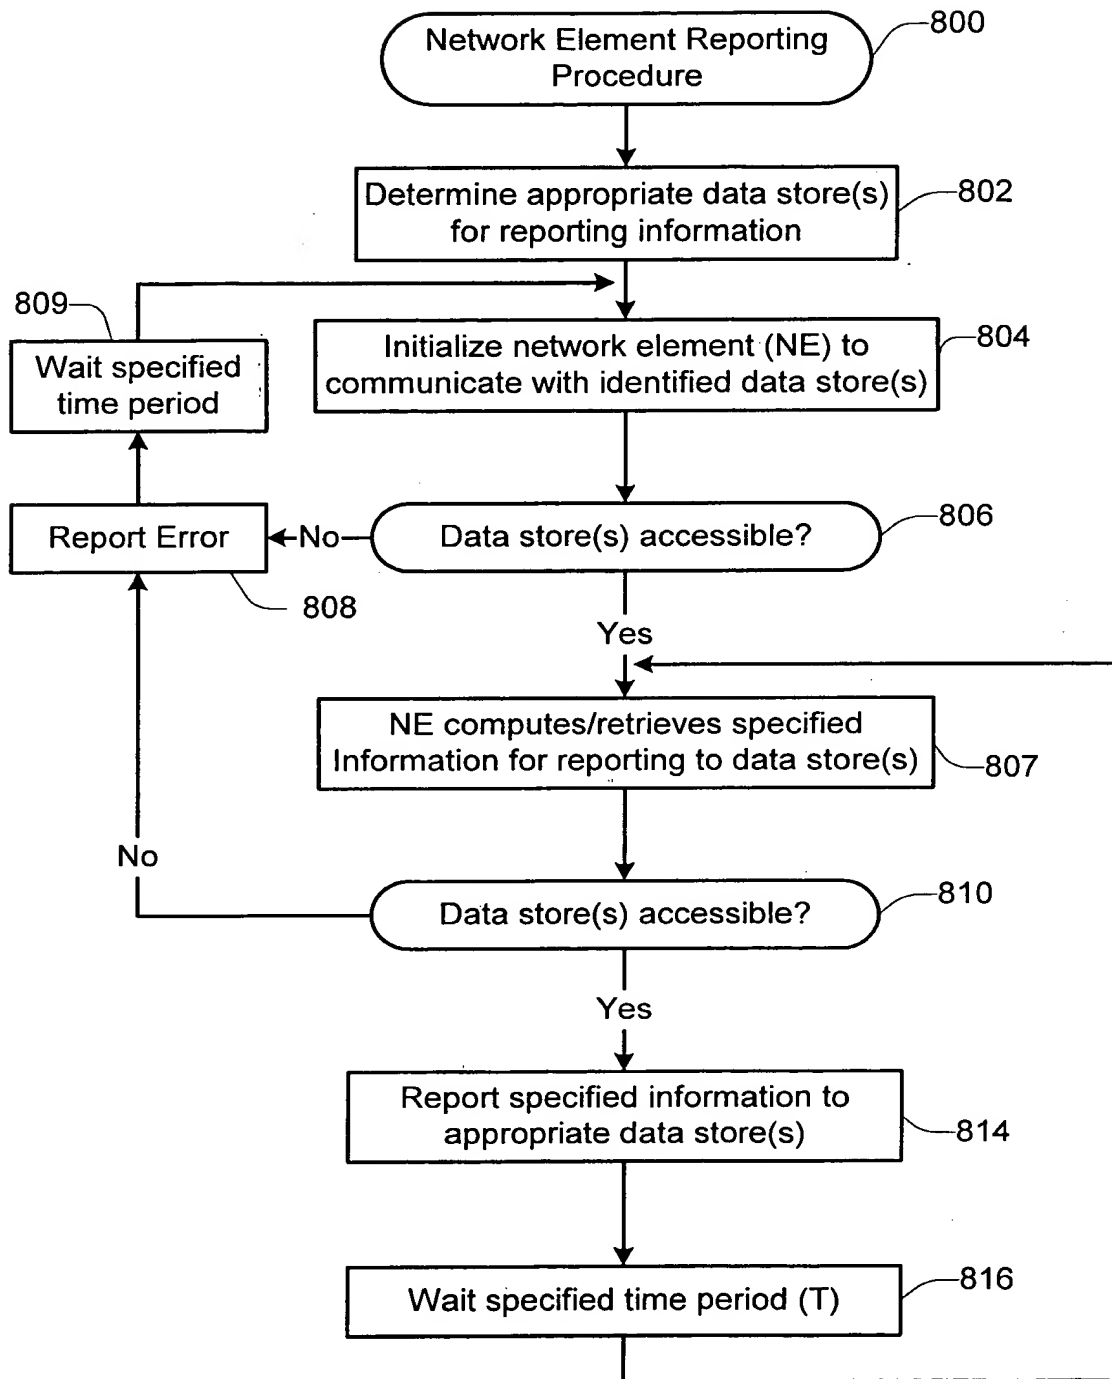 Network Element Reporting
Procedure
800
Determine appropriate data store(s)
for reporting information
802
809
Wait specified
time period
Initialize network element (NE) to
communicate with identified data store(s)
804
Report Error
No
Data store(s) accessible?
806
808
Yes
NE computes/retrieves specified
Information for reporting to data store(s)
807
No
Data store(s) accessible?
810
Yes
Report specified information to
appropriate data store(s)
814
Wait specified time period (T)
816